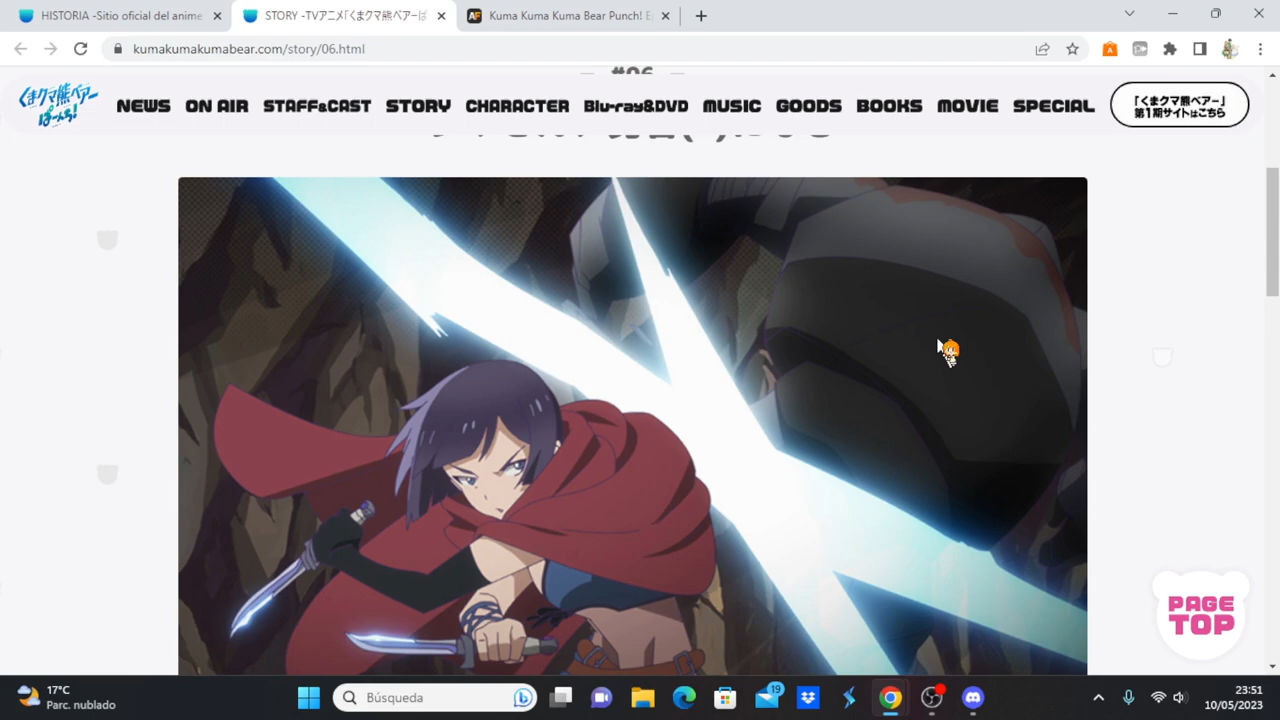 HISTORIA -Sitio oficial del anime
STORY -TVアニメ「くまクマ熊ベアーぱ
Kuma Kuma Kuma Bear Punch! E
kumakumakumabear.com/story/06.html
#06
くまクマ熊ベアー
ぱーんち!
NEWS
ON AIR
STAFF&CAST
STORY
CHARACTER
Blu-ray&DVD
MUSIC
GOODS
BOOKS
MOVIE
SPECIAL
「くまクマ熊ベアー」
第1期サイトはこちら
PAGE
TOP
17°C
Parc. nublado
Búsqueda
19
23:51
10/05/2023